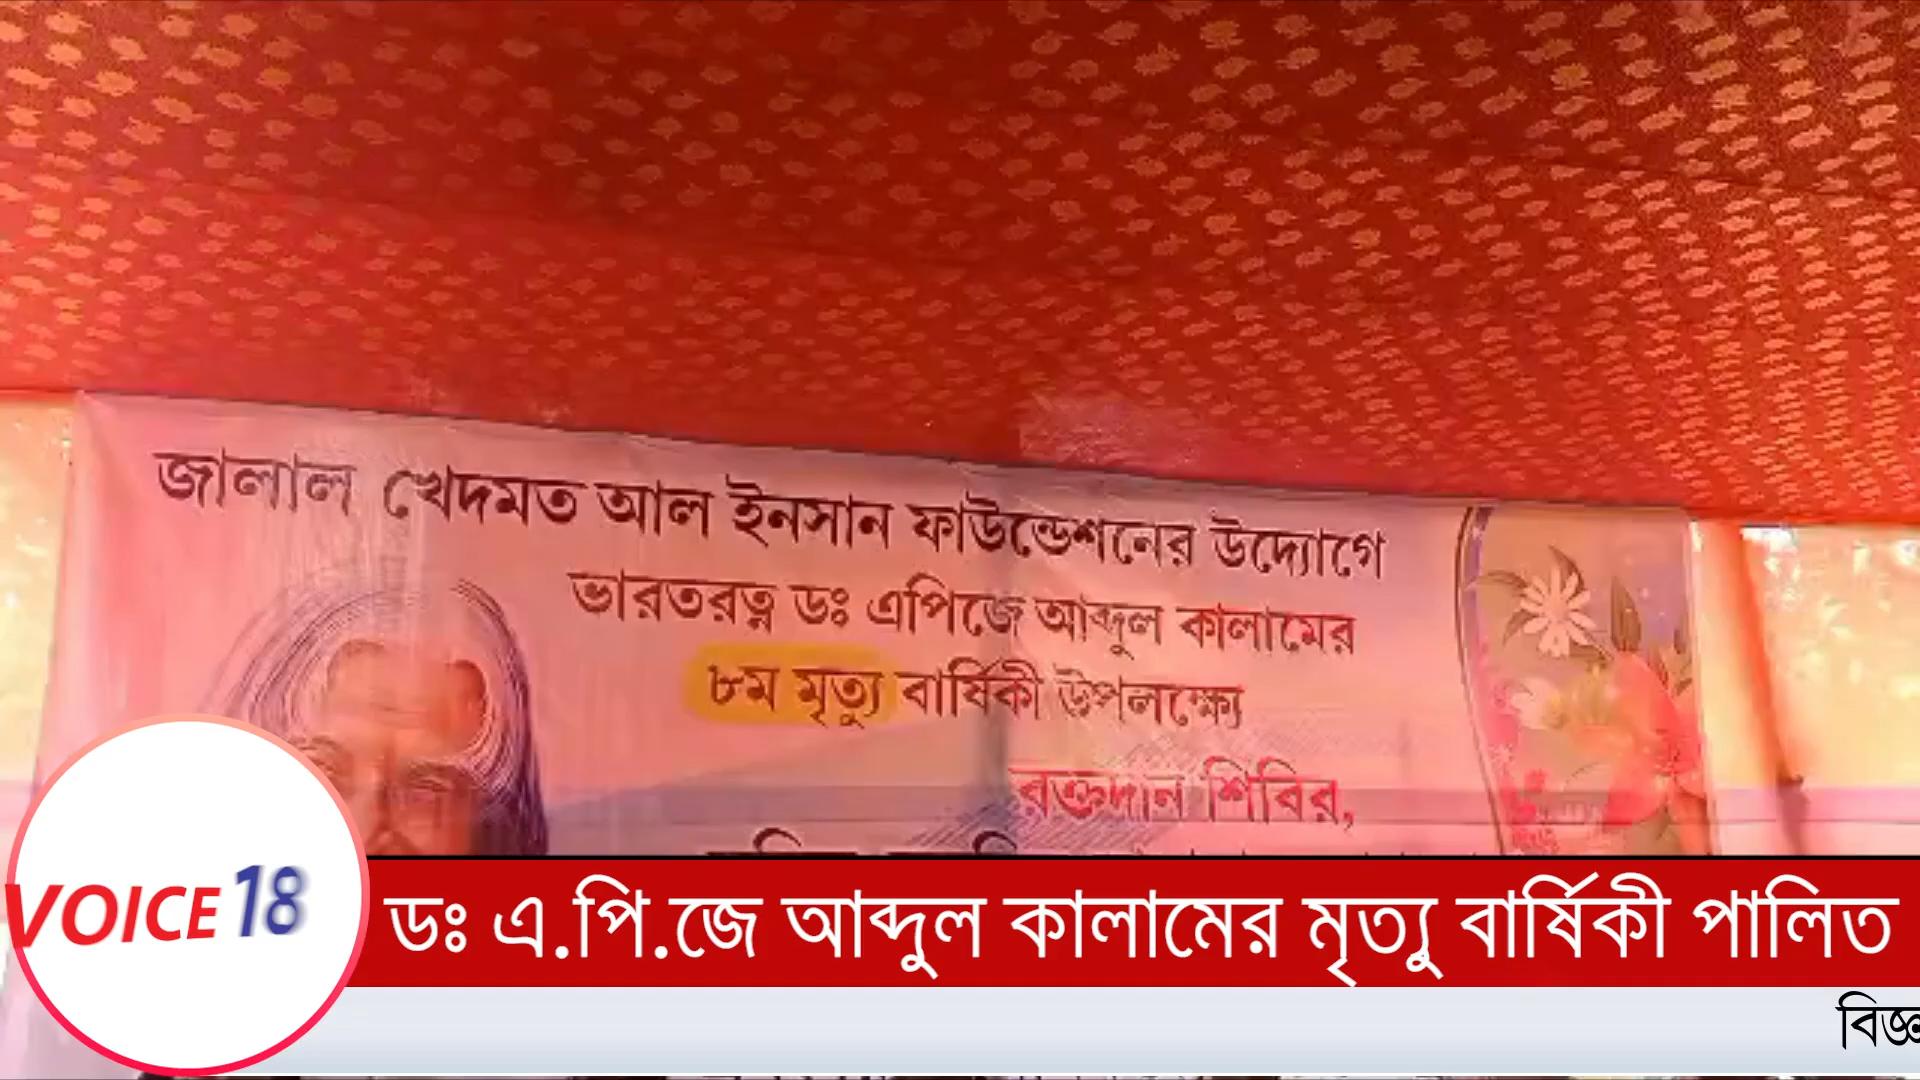 জালাল খেদমত আল ইনসান ফাউন্ডেশনের উদ্যোগে
ভারতরত্ন ডঃ এপিজে আব্দুল কালামের
৮ম মৃত্যু বার্ষিকী উপলক্ষ্যে
রক্তদান শিবির,
VOICE 18
ডঃ এ.পি.জে আব্দুল কালামের মৃত্যু বার্ষিকী পালিত